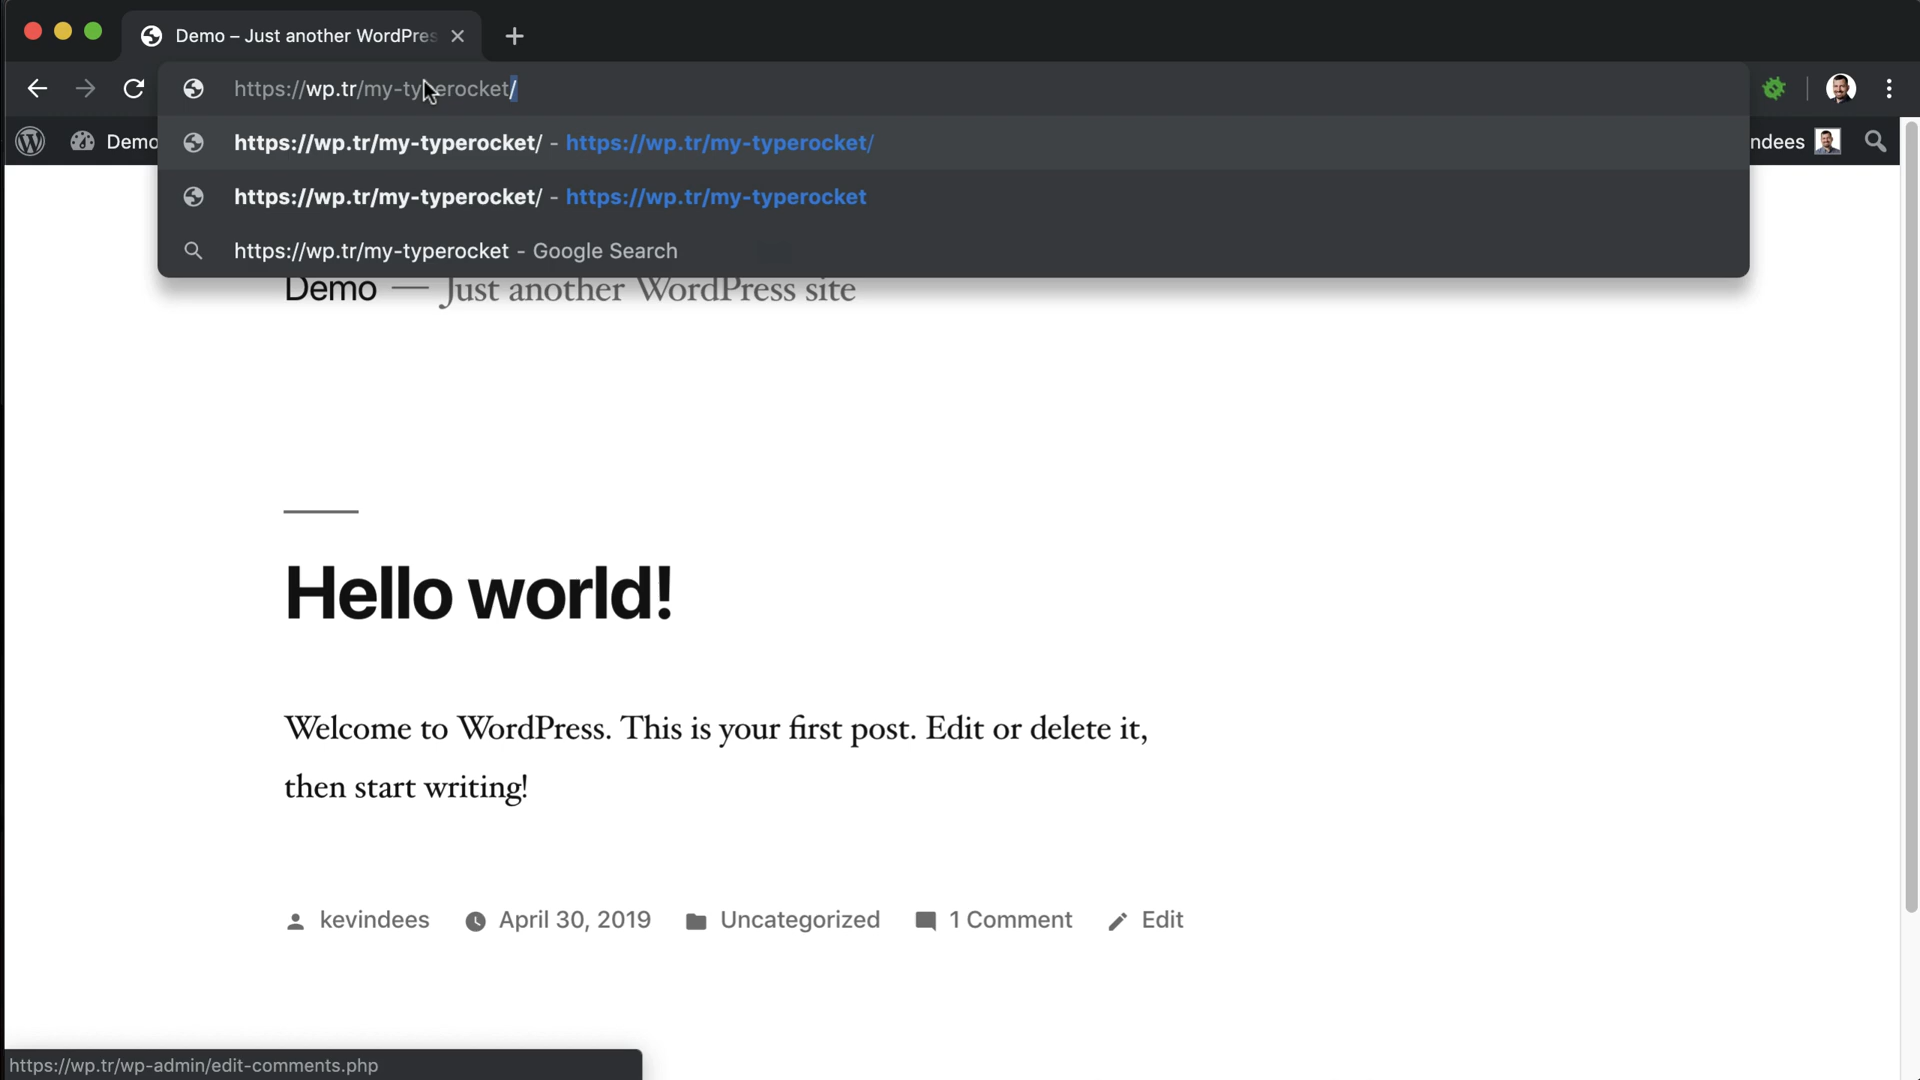 Demo – Just another WordPres
https://wp.tr/my-typerocket/
Demo
ndees
https://wp.tr/my-typerocket/ – https://wp.tr/my-typerocket/
https://wp.tr/my-typerocket/ – https://wp.tr/my-typerocket
https://wp.tr/my-typerocket – Google Search
Demo — Just another WordPress site
Hello world!
Welcome to WordPress. This is your first post. Edit or delete it,
then start writing!
kevindees April 30, 2019 Uncategorized 1 Comment Edit
https://wp.tr/wp-admin/edit-comments.php